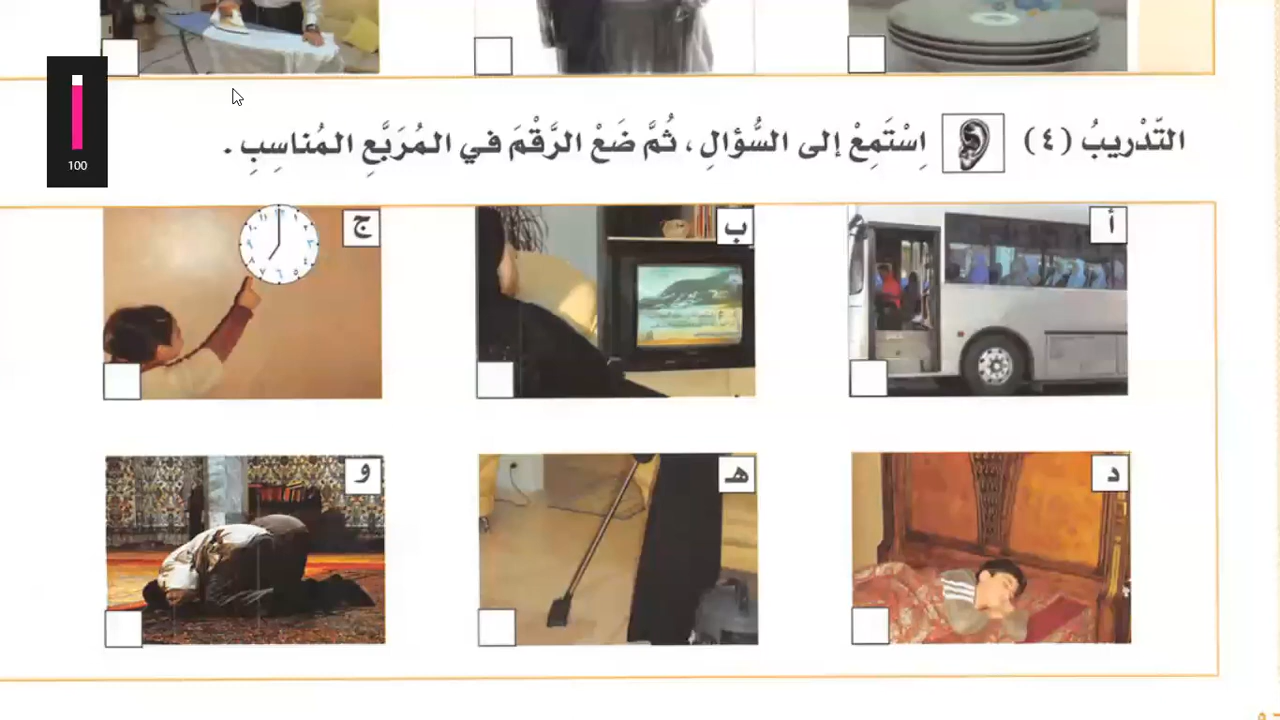 التَّدْرِيبُ (٤) اِسْتَمِعْ إلى السُّؤالِ، ثُمَّ ضَعْ الرَّقْمَ في المُرَبَّعِ المُناسِبِ.
100
أ ب ج
د هـ و